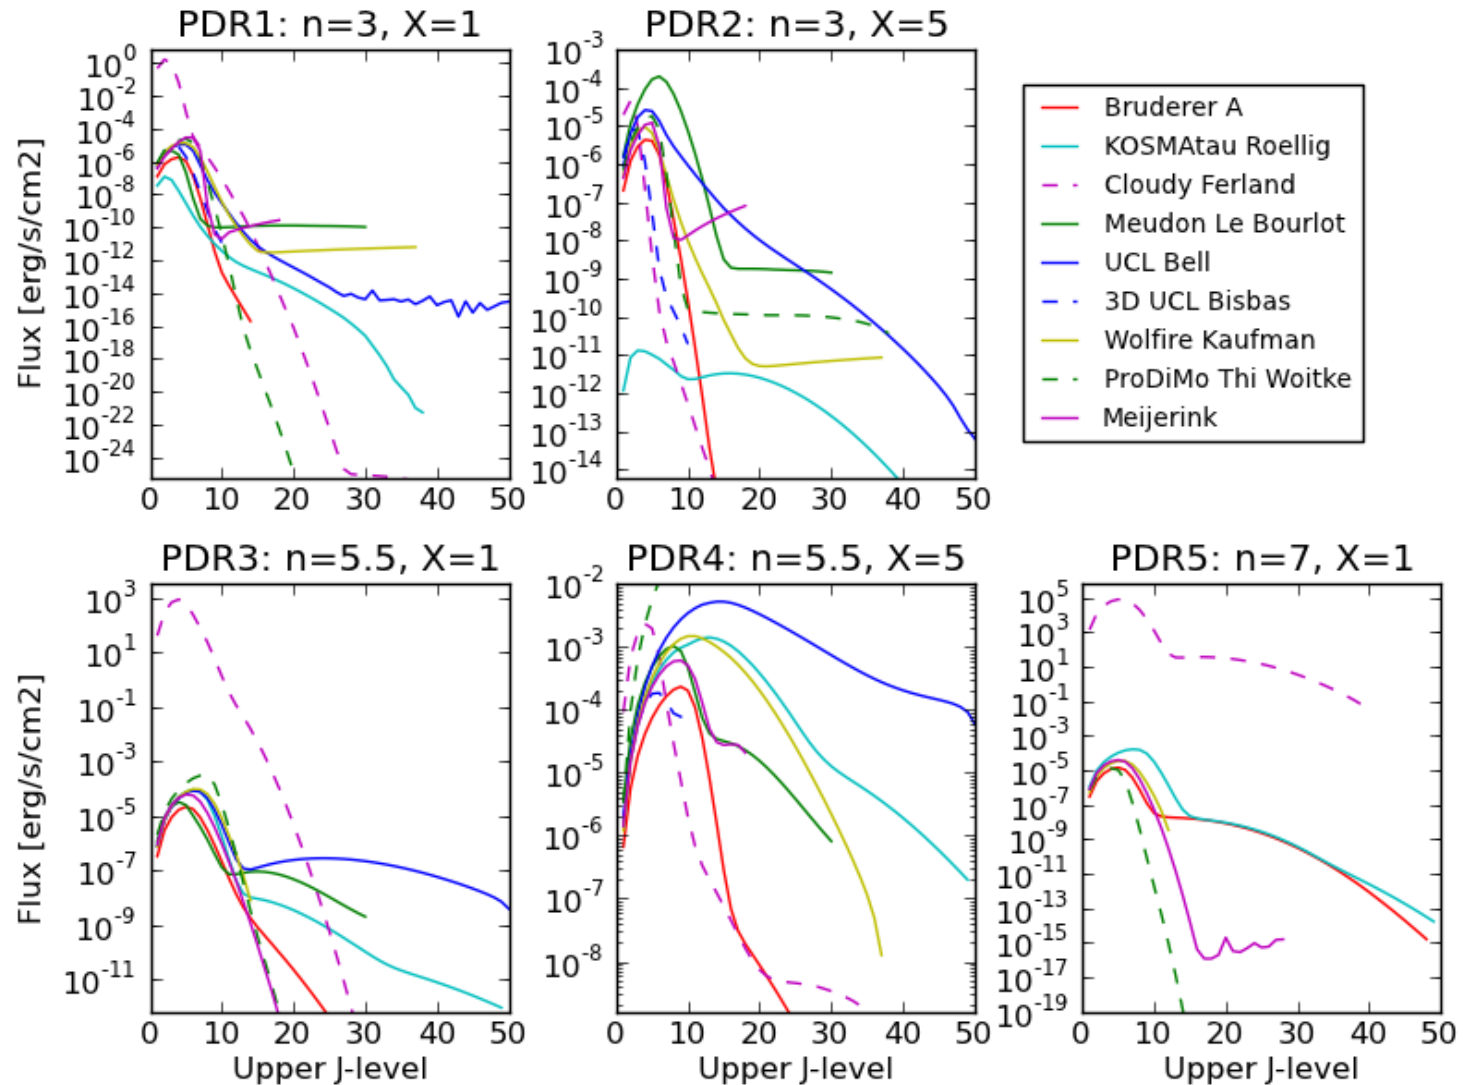 PDR1: n=3, X=1
PDR2: n=3, X=5
Flux [erg/s/cm2]
10^0
10^-2
10^-4
10^-6
10^-8
10^-10
10^-12
10^-14
10^-16
10^-18
10^-20
10^-22
10^-24
0 10 20 30 40 50
10^-3
10^-4
10^-5
10^-6
10^-7
10^-8
10^-9
10^-10
10^-11
10^-12
10^-13
10^-14
0 10 20 30 40 50
Bruderer A
KOSMAtau Roellig
Cloudy Ferland
Meudon Le Bourlot
UCL Bell
3D UCL Bisbas
Wolfire Kaufman
ProDiMo Thi Woitke
Meijerink
PDR3: n=5.5, X=1
PDR4: n=5.5, X=5
PDR5: n=7, X=1
Flux [erg/s/cm2]
10^3
10^1
10^-1
10^-3
10^-5
10^-7
10^-9
10^-11
0 10 20 30 40 50
Upper J-level
10^-2
10^-3
10^-4
10^-5
10^-6
10^-7
10^-8
0 10 20 30 40 50
Upper J-level
10^5
10^3
10^1
10^-1
10^-3
10^-5
10^-7
10^-9
10^-11
10^-13
10^-15
10^-17
10^-19
0 10 20 30 40 50
Upper J-level